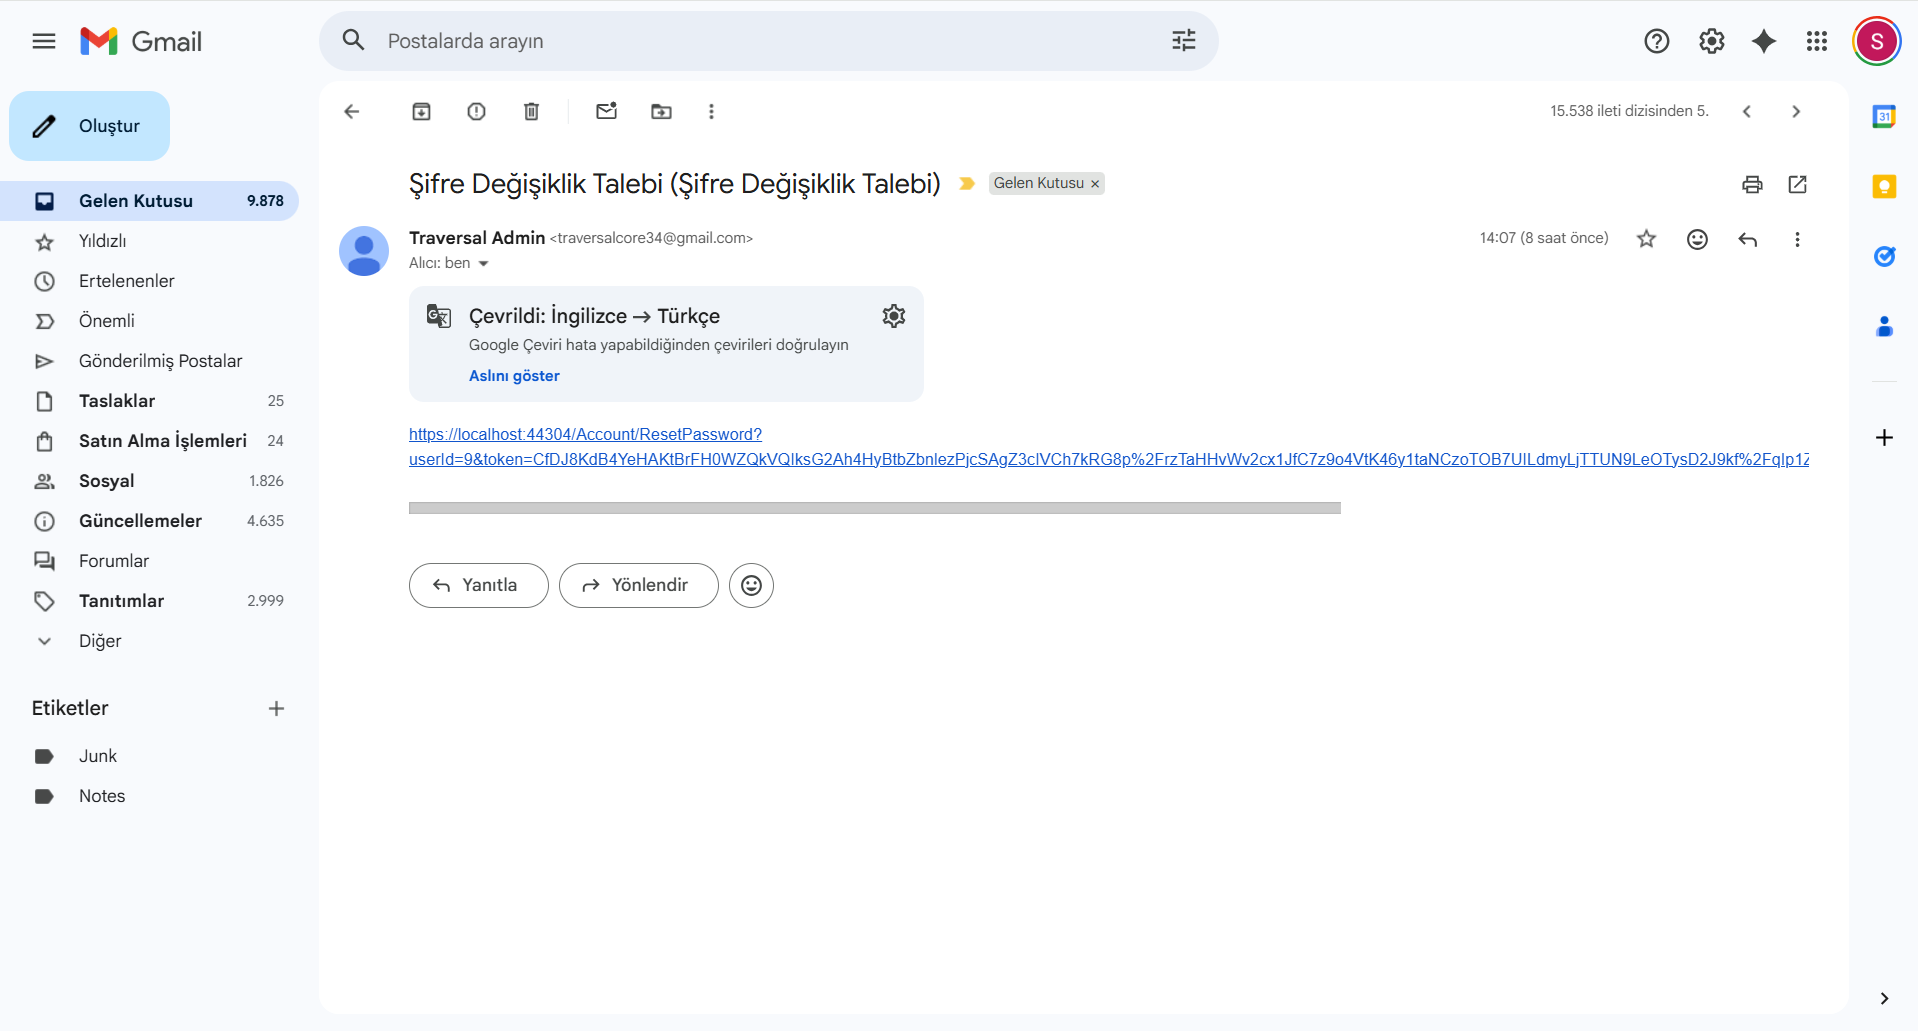 Gmail
Postalarda arayın
S
Oluştur
15.538 ileti dizisinden 5.
Gelen Kutusu 9.878
Yıldızlı
Ertelenenler
Önemli
Gönderilmiş Postalar
Taslaklar 25
Satın Alma İşlemleri 24
Sosyal 1.826
Güncellemeler 4.635
Forumlar
Tanıtımlar 2.999
Diğer
Etiketler
Junk
Notes
Şifre Değişiklik Talebi (Şifre Değişiklik Talebi) Gelen Kutusu ×
Traversal Admin <traversalcore34@gmail.com> 14:07 (8 saat önce)
Alıcı: ben
Çevrildi: İngilizce → Türkçe
Google Çeviri hata yapabildiğinden çevirileri doğrulayın
Aslını göster
https://localhost:44304/Account/ResetPassword?
userId=9&token=
Yanıtla
Yönlendir
31